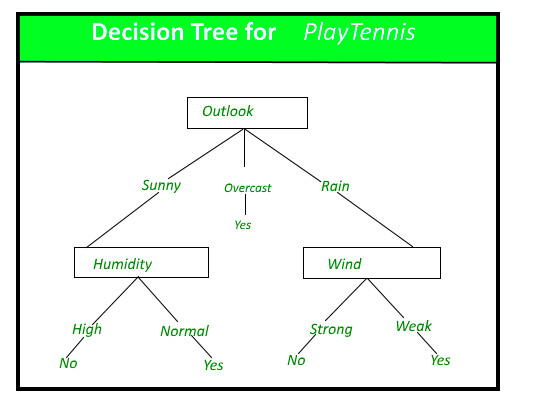 Decision Tree for PlayTennis
Outlook
Sunny
Overcast
Rain
Yes
Humidity
Wind
High
Normal
Strong
Weak
No
Yes
No
Yes